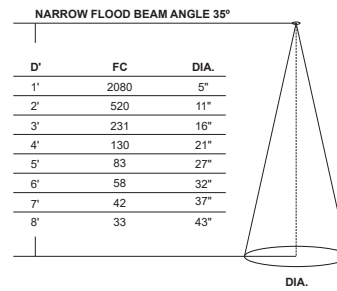 NARROW FLOOD BEAM ANGLE 35º
D' FC DIA.
1' 2080 5"
2' 520 11"
3' 231 16"
4' 130 21"
5' 83 27"
6' 58 32"
7' 42 37"
8' 33 43"
DIA.